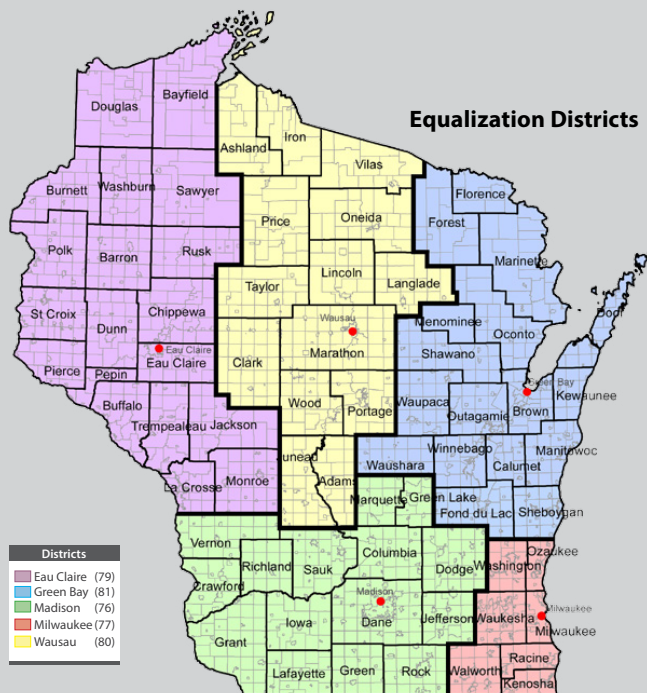 Equalization Districts
Bayfield
Douglas
Iron
Ashland
Vilas
Burnett
Washburn
Sawyer
Florence
Price
Oneida
Forest
Polk
Barron
Rusk
Marinette
Lincoln
Taylor
Langlade
St Croix
Chippewa
Door
Dunn
Wausau
Menominee
Oconto
Eau Claire
Marathon
Shawano
Clark
Eau Claire
Pierce
Pepin
Green Bay
Kewaunee
Buffalo
Wood
Portage
Waupaca
Outagamie
Brown
Trempealeau
Jackson
Juneau
Winnebago
Manitowoc
Waushara
Calumet
La Crosse
Monroe
Adams
Marquette
Green Lake
Fond du Lac
Sheboygan
Vernon
Richland
Sauk
Columbia
Dodge
Washington
Ozaukee
Crawford
Madison
Dane
Iowa
Jefferson
Waukesha
Milwaukee
Milwaukee
Grant
Lafayette
Green
Rock
Walworth
Racine
Kenosha
Districts
Eau Claire (79)
Green Bay (81)
Madison (76)
Milwaukee (77)
Wausau (80)